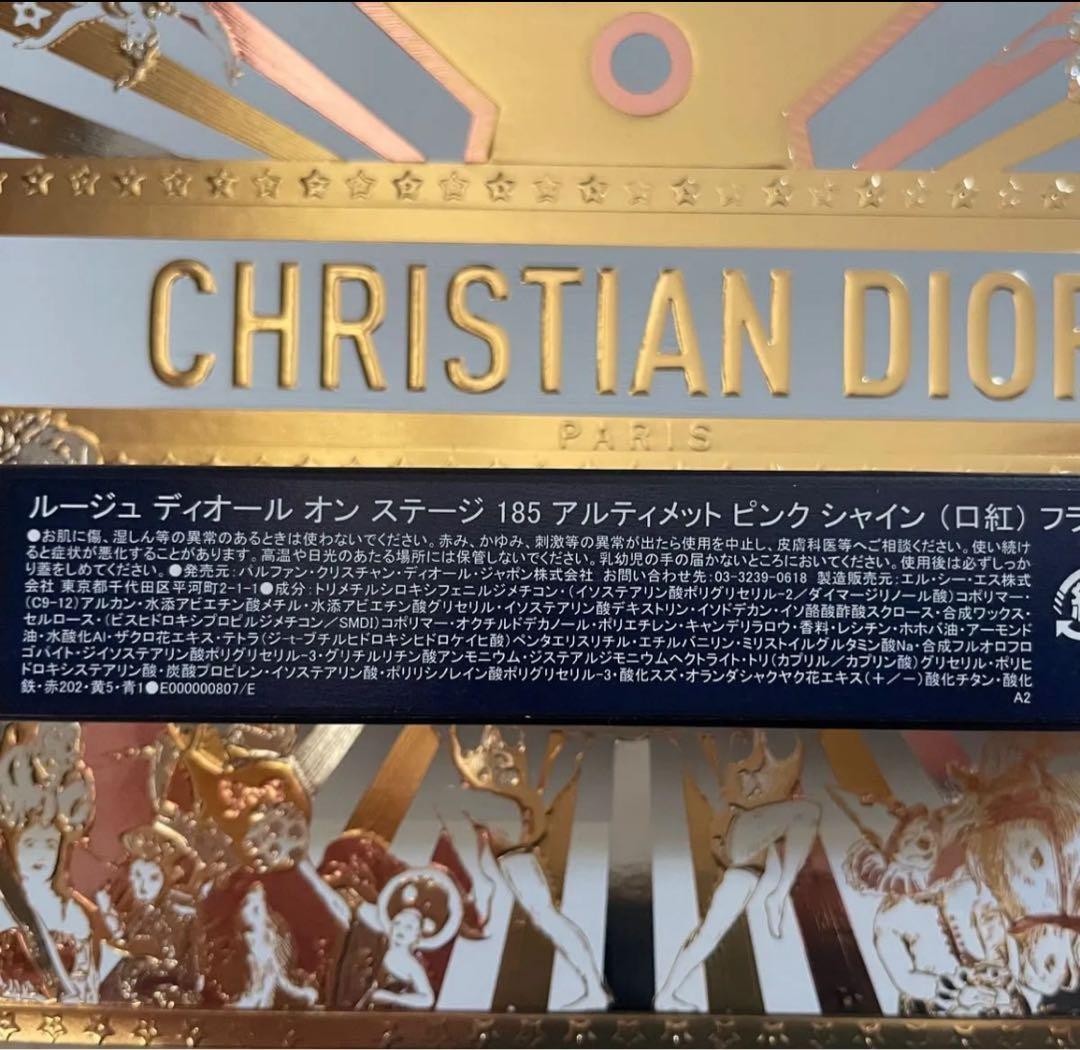 CHRISTIAN DIOR
PARIS
ルージュ ディオール オン ステージ 185 アルティメット ピンク シャイン（口紅）フラ
●お肌に傷、湿しん等の異常のあるときは使わないでください。赤み、かゆみ、刺激等の異常が出たら使用を中止し、皮膚科医等へご相談ください。使い続け
ると症状が悪化することがあります。高温や日光のあたる場所には保管しないでください。乳幼児の手の届かないところにおいてください。使用後は必ずしっか
り蓋をしめてください。●発売元：パルファン・クリスチャン・ディオール・ジャポン株式会社 お問い合わせ先：03-3239-0618 製造販売元：エル・シー・エス株式
会社 東京都千代田区平河町2-1-1●成分：トリメチルシロキシフェニルジメチコン・（イソステアリン酸ポリグリセリル-2／ダイマージリノール酸）コポリマー・
（C9-12）アルカン・水添アビエチン酸メチル・水添アビエチン酸グリセリル・イソステアリン酸デキストリン・イソドデカン・イソ酪酸酢酸スクロース・合成ワックス・
セルロース・（ビスヒドロキシプロピルジメチコン／SMDI）コポリマー・オクチルドデカノール・ポリエチレン・キャンデリラロウ・香料・レシチン・ホホバ油・アーモンド
油・水酸化Al・ザクロ花エキス・テトラ（ジ-t-ブチルヒドロキシヒドロケイヒ酸）ペンタエリスリチル・エチルバニリン・ミリストイルグルタミン酸Na・合成フルオロフロ
ゴパイト・ジイソステアリン酸ポリグリセリル-3・グリチルリチン酸アンモニウム・ジステアルジモニウムヘクトライト・トリ（カプリル／カプリン酸）グリセリル・ポリヒ
ドロキシステアリン酸・炭酸プロピレン・イソステアリン酸・ポリリシノレイン酸ポリグリセリル-3・酸化スズ・オランダシャクヤク花エキス（＋／－）酸化チタン・酸化
鉄・赤202・黄5・青1●E000000807/E
A2